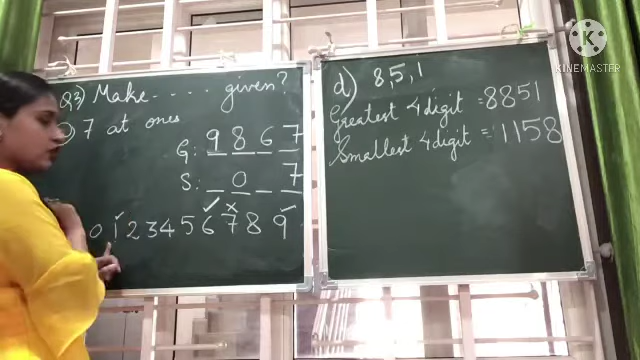 Q3) Make .... given?
7 at ones
G: 9 8 6 7
S: _ 0 _ 7
0 1 2 3 4 5 6 7 8 9
d) 8,5,1
Greatest 4 digit = 8851
Smallest 4 digit = 1158
KINEMASTER